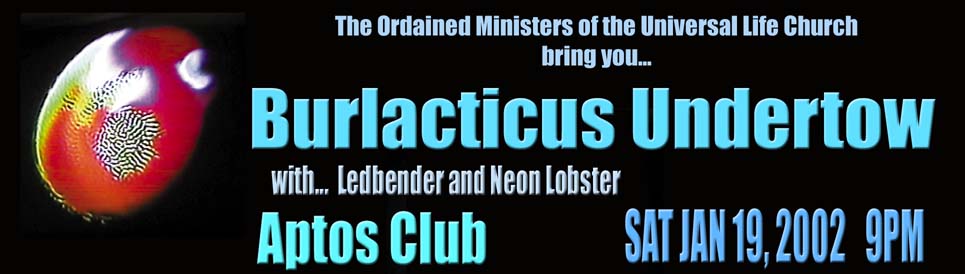 The Ordained Ministers of the Universal Life Church
bring you...
Burlacticus Undertow
with... Ledbender and Neon Lobster
Aptos Club SAT JAN 19, 2002 9PM